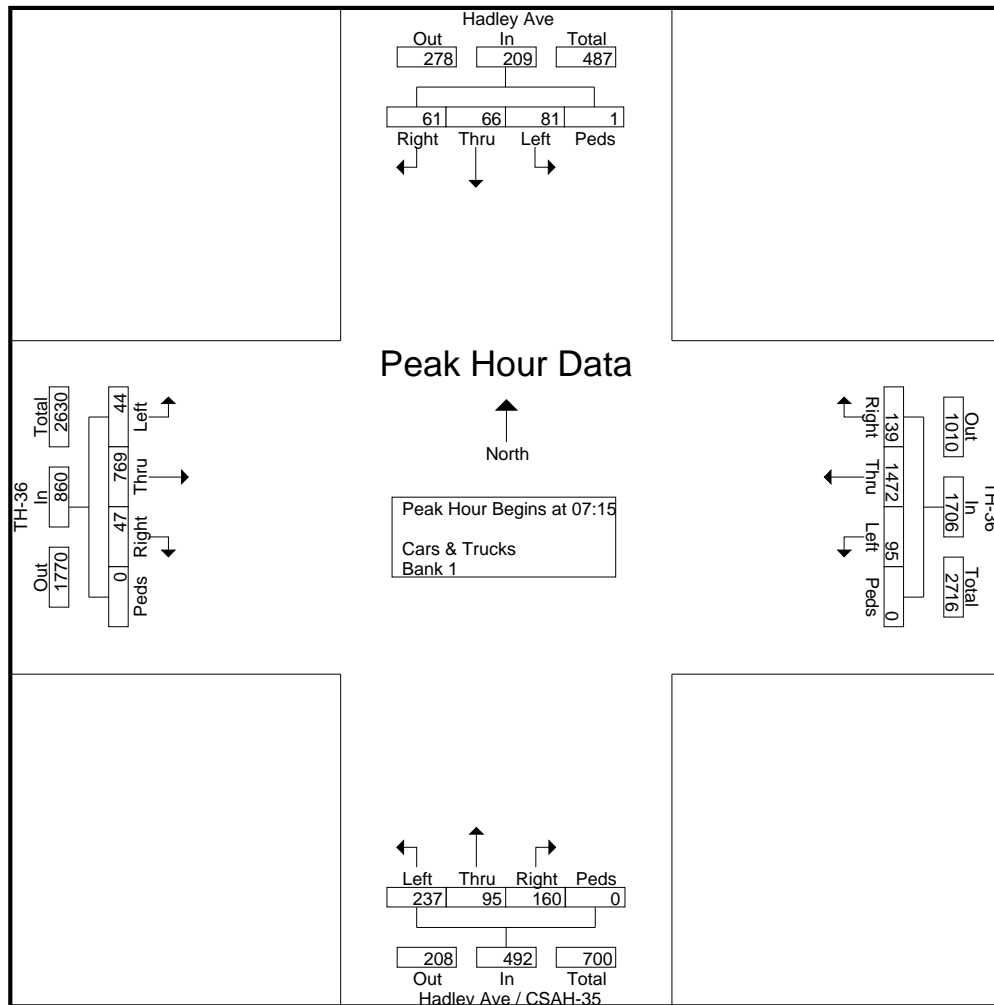 Hadley Ave
Out In Total
278 209 487
61 66 81 1
Right Thru Left Peds
Peak Hour Data
North
Peak Hour Begins at 07:15
Cars & Trucks
Bank 1
TH-36
Out In Total
1770 860 2630
44 769 47 0
Left Thru Right Peds
TH-36
Out In Total
1010 1706 2716
139 1472 95 0
Right Thru Left Peds
Left Thru Right Peds
237 95 160 0
208 492 700
Out In Total
Hadley Ave / CSAH-35